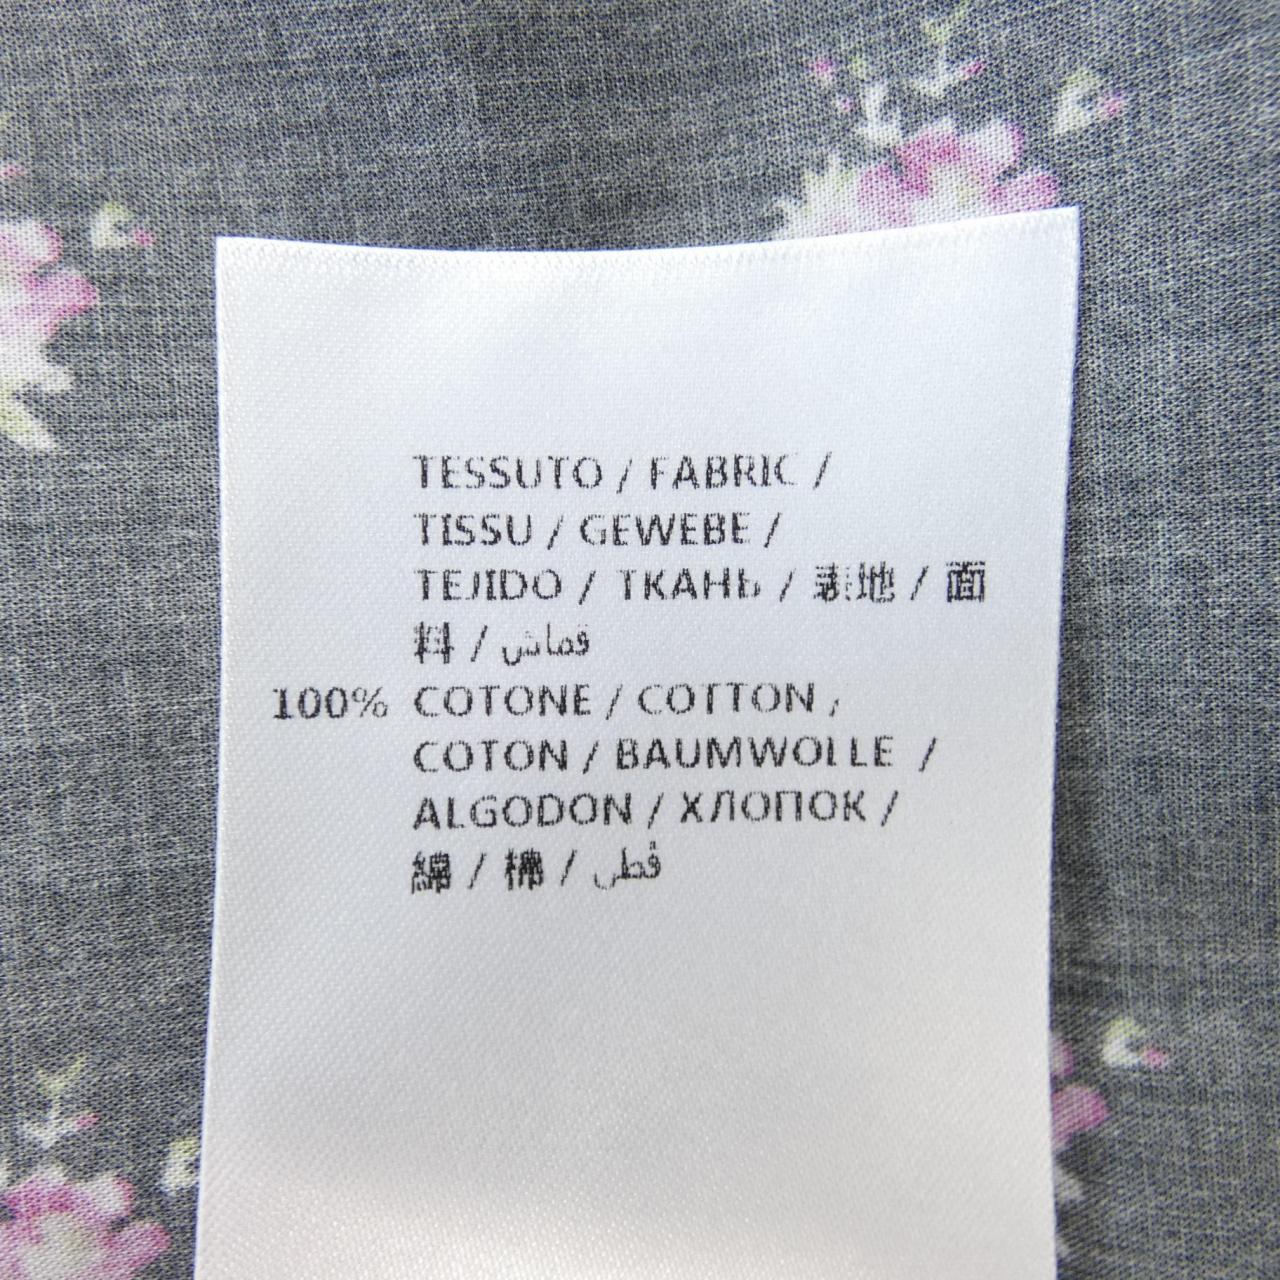 TESSUTO / FABRIC /
TISSU / GEWEBE /
TEJIDO / ТКАНЬ / 表地 / 面
料 / قماش
100% COTONE / COTTON /
COTON / BAUMWOLLE /
ALGODON / ХЛОПОК /
綿 / 棉 / قطن